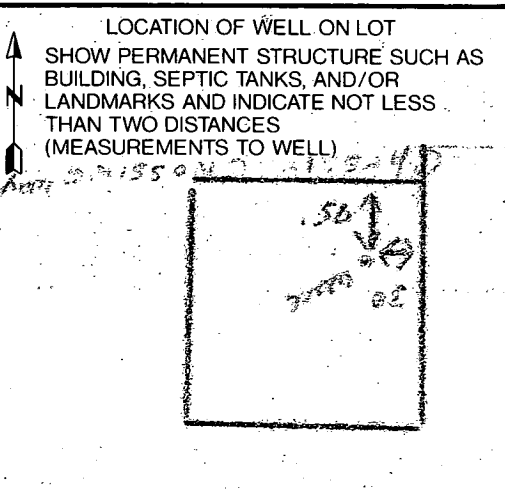 LOCATION OF WELL ON LOT
SHOW PERMANENT STRUCTURE SUCH AS
BUILDING, SEPTIC TANKS, AND/OR
LANDMARKS AND INDICATE NOT LESS
THAN TWO DISTANCES
(MEASUREMENTS TO WELL)
N
50
30